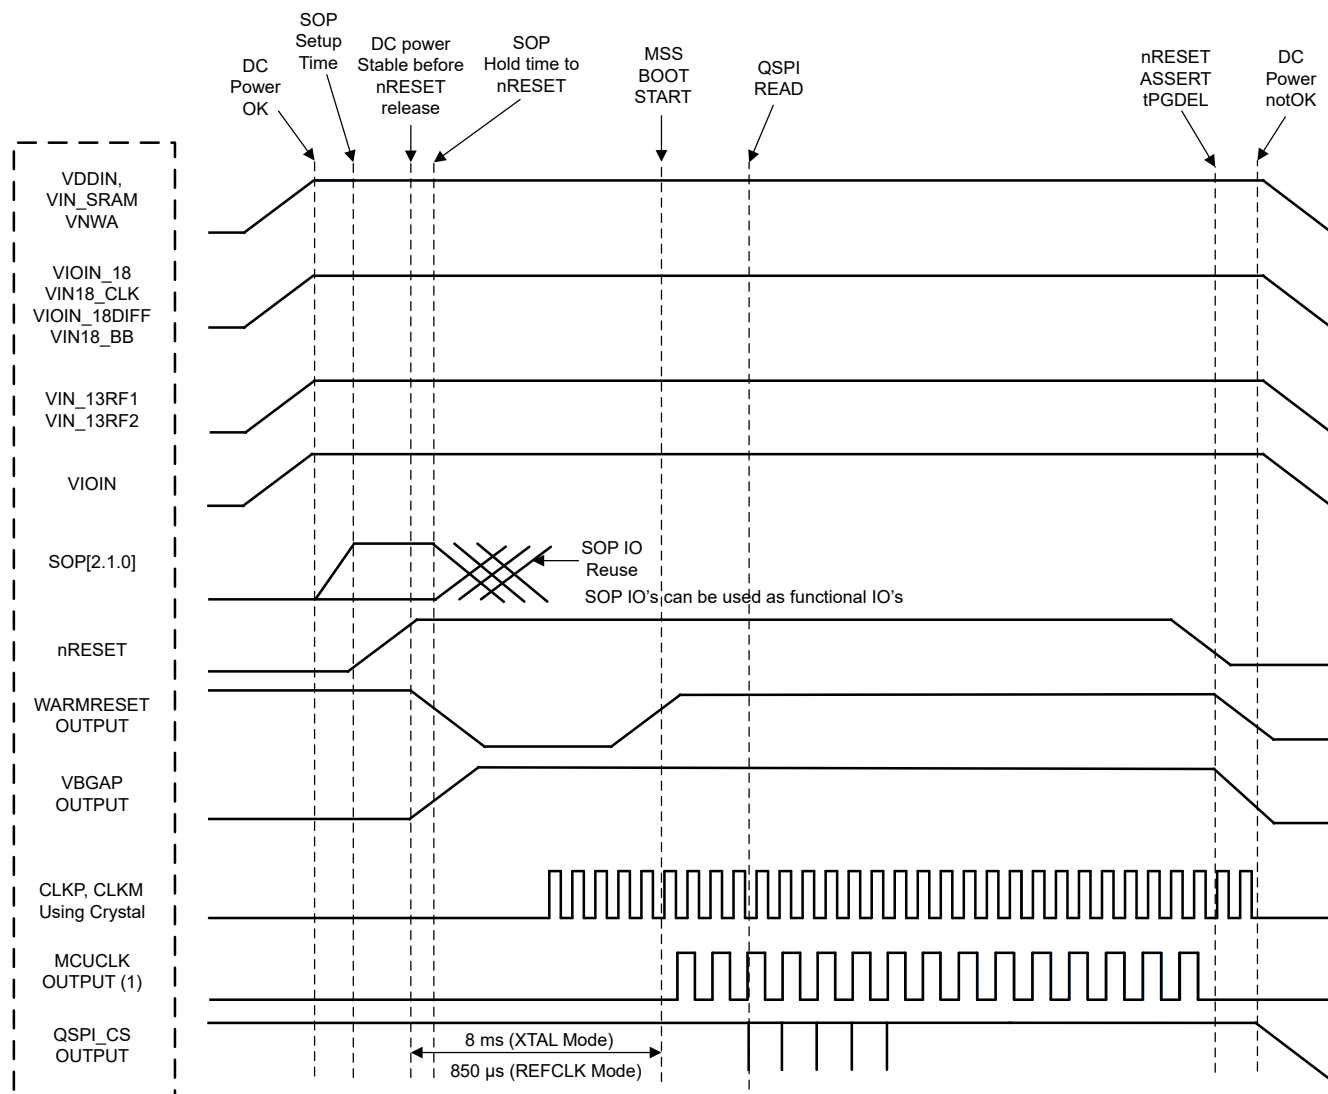 SOP
Setup
Time
DC power
Stable before
nRESET
release
SOP
Hold time to
nRESET
DC
Power
OK
MSS
BOOT
START
QSPI
READ
nRESET
ASSERT
tPGDEL
DC
Power
notOK
VDDIN,
VIN_SRAM
VNWA
VIOIN_18
VIN18_CLK
VIOIN_18DIFF
VIN18_BB
VIN_13RF1
VIN_13RF2
VIOIN
SOP[2.1.0]
SOP IO
Reuse
SOP IO's can be used as functional IO's
nRESET
WARMRESET
OUTPUT
VBGAP
OUTPUT
CLKP, CLKM
Using Crystal
MCUCLK
OUTPUT (1)
QSPI_CS
OUTPUT
8 ms (XTAL Mode)
850 µs (REFCLK Mode)